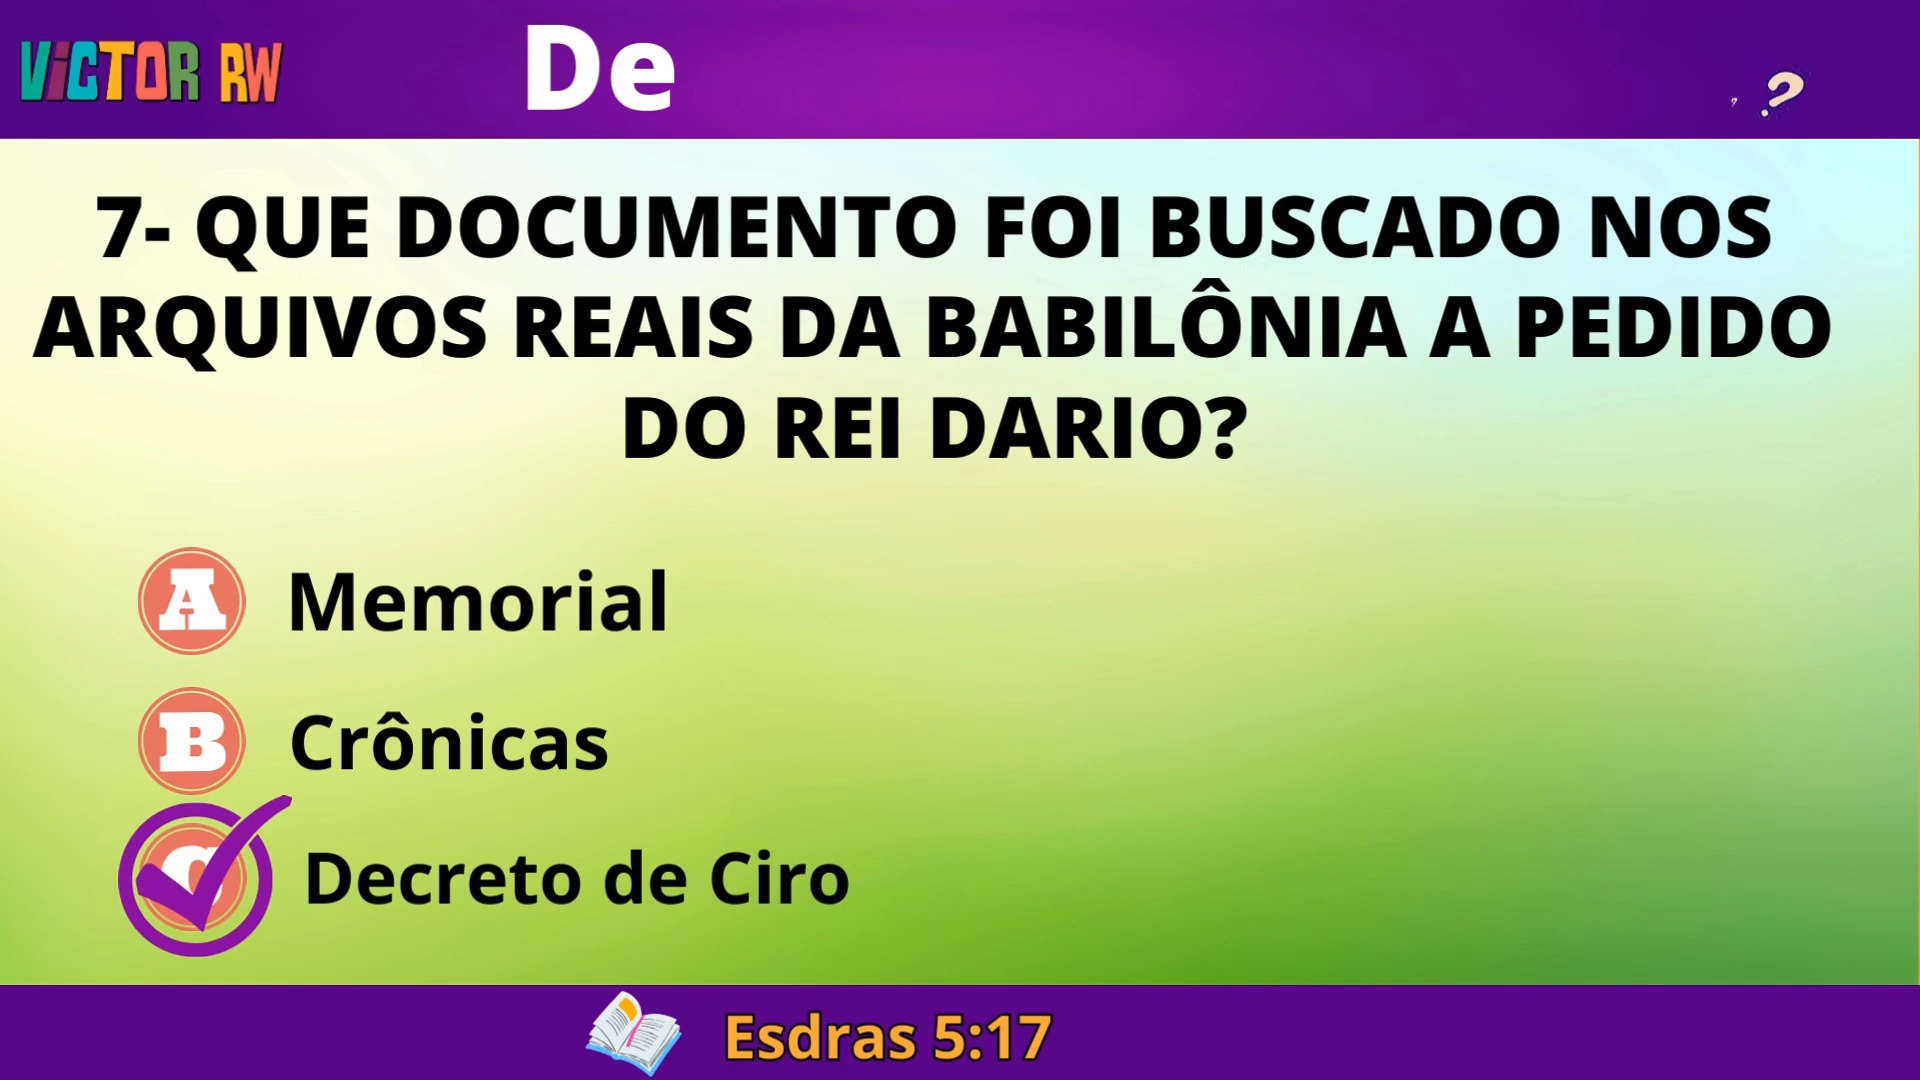 VICTOR RW
De
?
?
7- QUE DOCUMENTO FOI BUSCADO NOS
ARQUIVOS REAIS DA BABILÔNIA A PEDIDO
DO REI DARIO?
A Memorial
B Crônicas
C Decreto de Ciro
Esdras 5:17